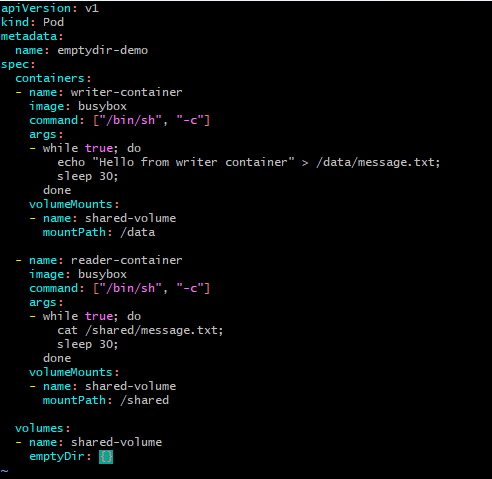 apiVersion: v1
kind: Pod
metadata:
  name: emptydir-demo
spec:
  containers:
  - name: writer-container
    image: busybox
    command: ["/bin/sh", "-c"]
    args:
    - while true; do
        echo "Hello from writer container" > /data/message.txt;
        sleep 30;
      done
    volumeMounts:
    - name: shared-volume
      mountPath: /data

  - name: reader-container
    image: busybox
    command: ["/bin/sh", "-c"]
    args:
    - while true; do
        cat /shared/message.txt;
        sleep 30;
      done
    volumeMounts:
    - name: shared-volume
      mountPath: /shared

  volumes:
  - name: shared-volume
    emptyDir: {}
~